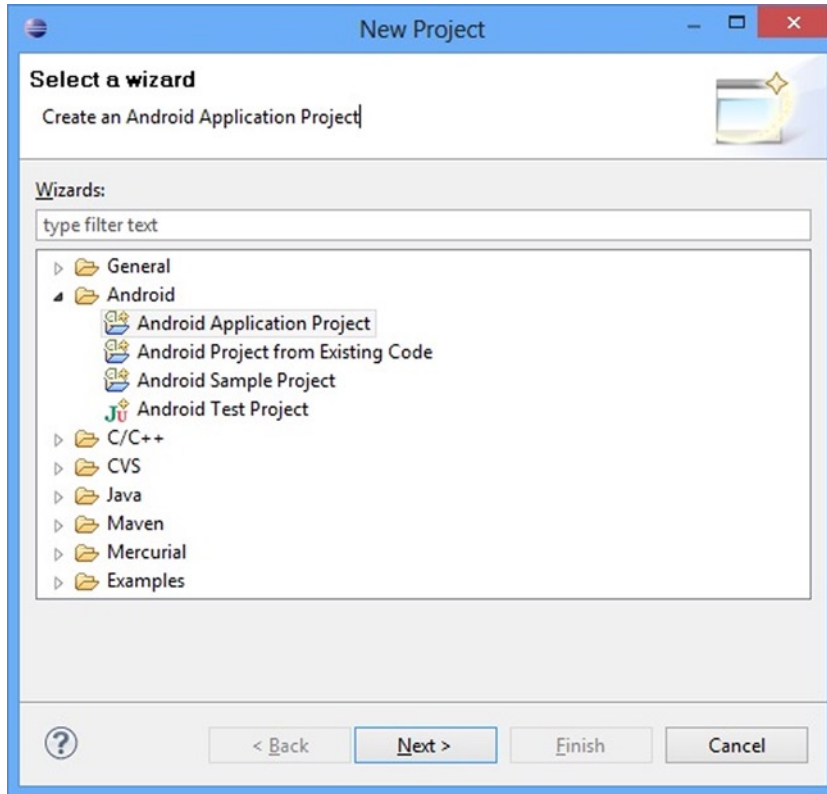 New Project
Select a wizard
Create an Android Application Project
Wizards:
type filter text
General
Android
Android Application Project
Android Project from Existing Code
Android Sample Project
Android Test Project
C/C++
CVS
Java
Maven
Mercurial
Examples
< Back Next > Finish Cancel